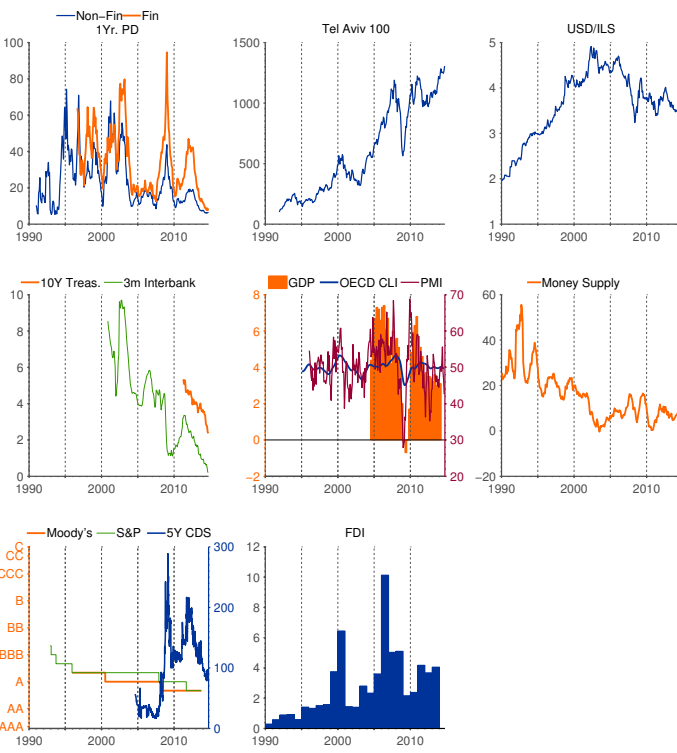 Non−Fin Fin
1Yr. PD
100
80
60
40
20
0
1990 2000 2010
Tel Aviv 100
1500
1000
500
0
1990 2000 2010
USD/ILS
5
4
3
2
1
1990 2000 2010
10Y Treas. 3m Interbank
10
8
6
4
2
0
1990 2000 2010
GDP OECD CLI PMI
8 70
6 60
4 50
2 40
0 30
−2 20
1990 2000 2010
Money Supply
60
40
20
0
−20
1990 2000 2010
Moody's S&P 5Y CDS
C 300
CC
CCC
B
BB 200
BBB
A 100
AA
AAA 0
1990 2000 2010
FDI
12
10
8
6
4
2
0
1990 2000 2010